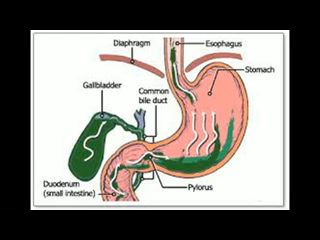 Diaphragm
Esophagus
Stomach
Gallbladder
Common
bile duct
Duodenum
(small intestine)
Pylorus